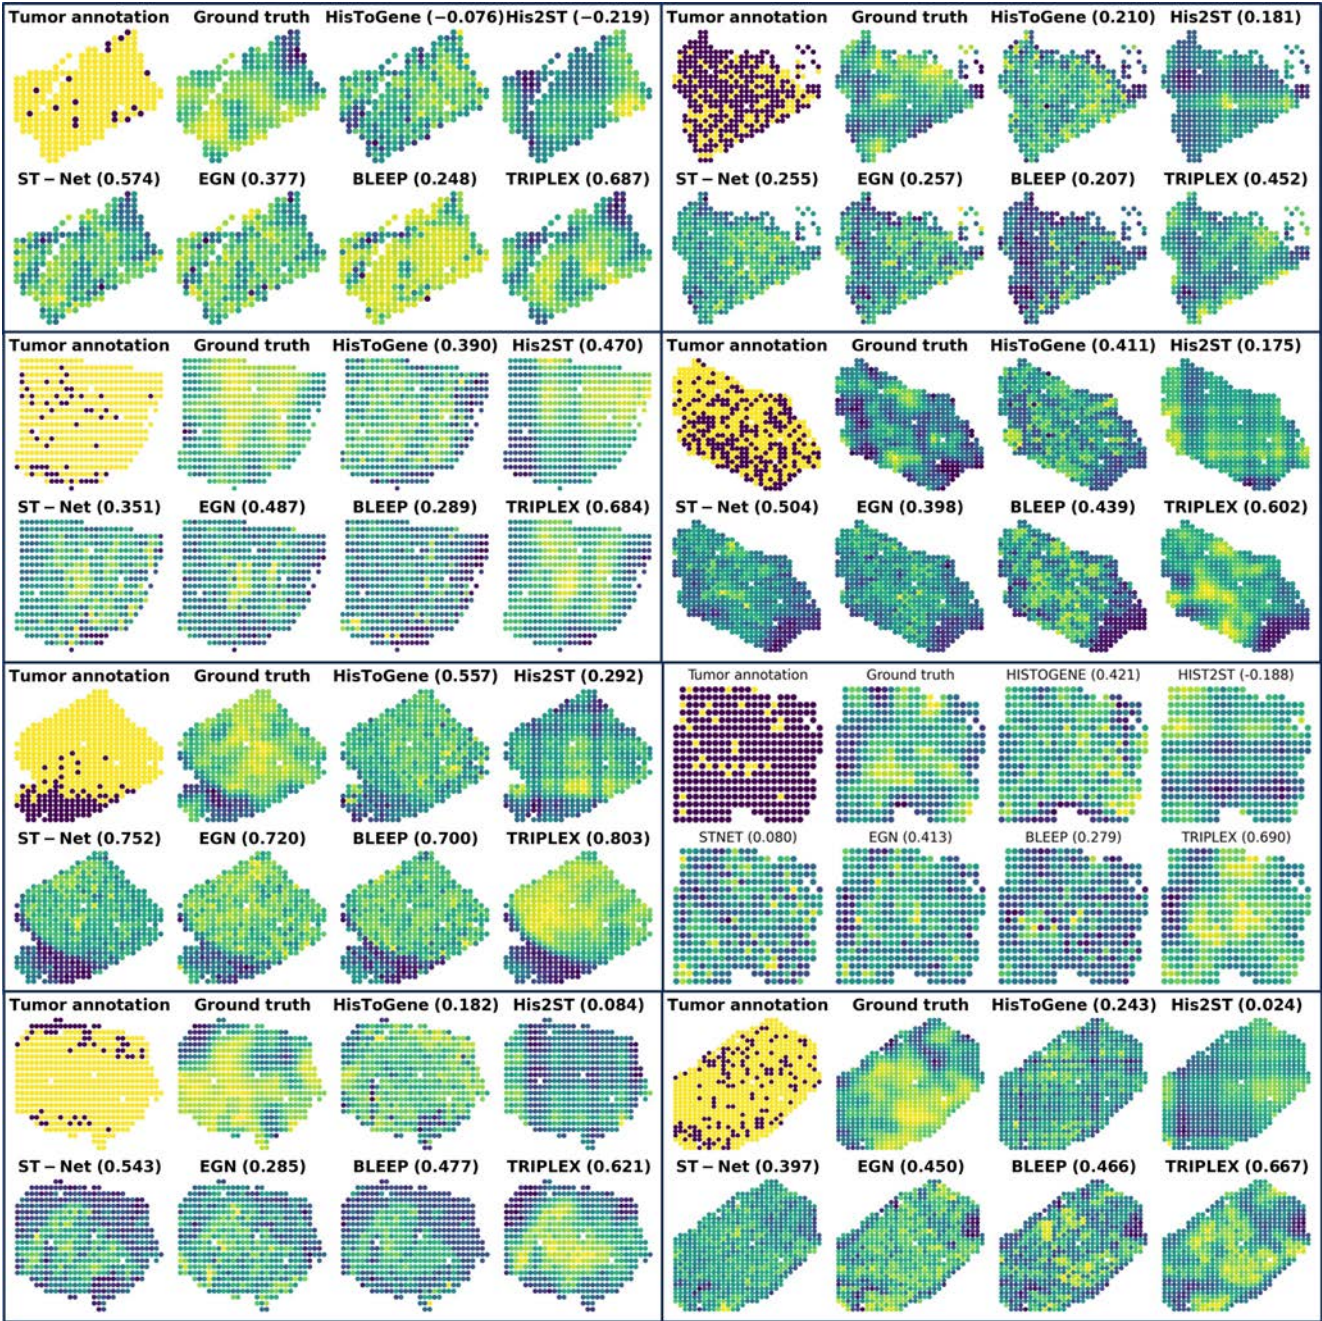 Tumor annotation Ground truth HisToGene (−0.076) His2ST (−0.219)
ST − Net (0.574) EGN (0.377) BLEEP (0.248) TRIPLEX (0.687)
Tumor annotation Ground truth HisToGene (0.210) His2ST (0.181)
ST − Net (0.255) EGN (0.257) BLEEP (0.207) TRIPLEX (0.452)
Tumor annotation Ground truth HisToGene (0.390) His2ST (0.470)
ST − Net (0.351) EGN (0.487) BLEEP (0.289) TRIPLEX (0.684)
Tumor annotation Ground truth HisToGene (0.411) His2ST (0.175)
ST − Net (0.504) EGN (0.398) BLEEP (0.439) TRIPLEX (0.602)
Tumor annotation Ground truth HisToGene (0.557) His2ST (0.292)
ST − Net (0.752) EGN (0.720) BLEEP (0.700) TRIPLEX (0.803)
Tumor annotation Ground truth HISTOGENE (0.421) HIST2ST (-0.188)
STNET (0.080) EGN (0.413) BLEEP (0.279) TRIPLEX (0.690)
Tumor annotation Ground truth HisToGene (0.182) His2ST (0.084)
ST − Net (0.543) EGN (0.285) BLEEP (0.477) TRIPLEX (0.621)
Tumor annotation Ground truth HisToGene (0.243) His2ST (0.024)
ST − Net (0.397) EGN (0.450) BLEEP (0.466) TRIPLEX (0.667)